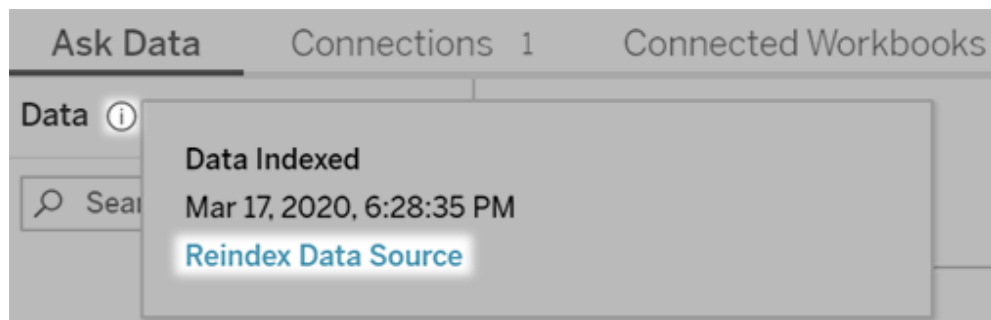 Ask Data Connections 1 Connected Workbooks
Data
Data Indexed
Mar 17, 2020, 6:28:35 PM
Reindex Data Source